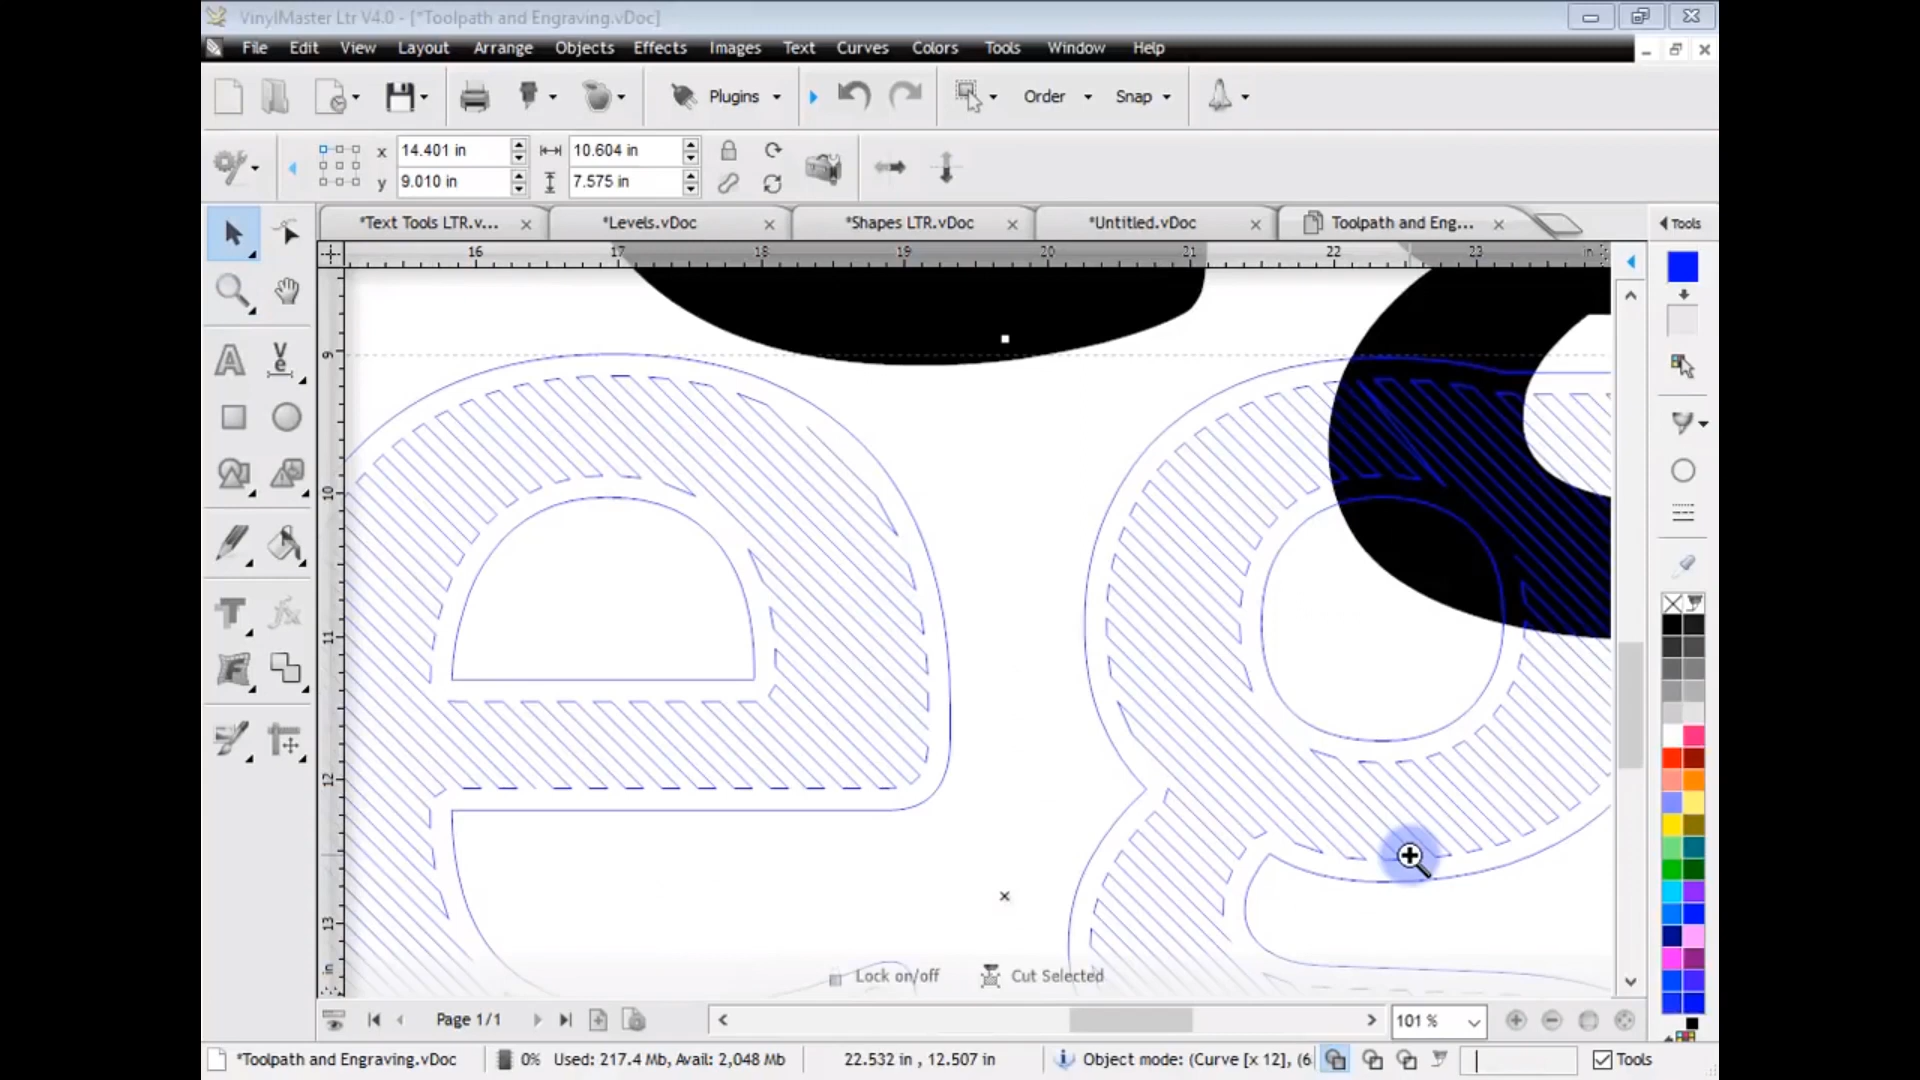 VinylMaster Ltr V4.0 - [*Toolpath and Engraving.vDoc]
File Edit View Layout Arrange Objects Effects Images Text Curves Colors Tools Window Help
Plugins Order Snap
x 14.401 in 10.604 in
y 9.010 in 7.575 in
*Text Tools LTR.v... *Levels.vDoc *Shapes LTR.vDoc *Untitled.vDoc Toolpath and Eng... Tools
16 17 18 19 20 21 22 23 in
9
10
11
12
13
in
Lock on/off Cut Selected
Page 1/1 101 %
*Toolpath and Engraving.vDoc 0% Used: 217.4 Mb, Avail: 2,048 Mb 22.532 in , 12.507 in Object mode: (Curve [x 12], (6 Tools